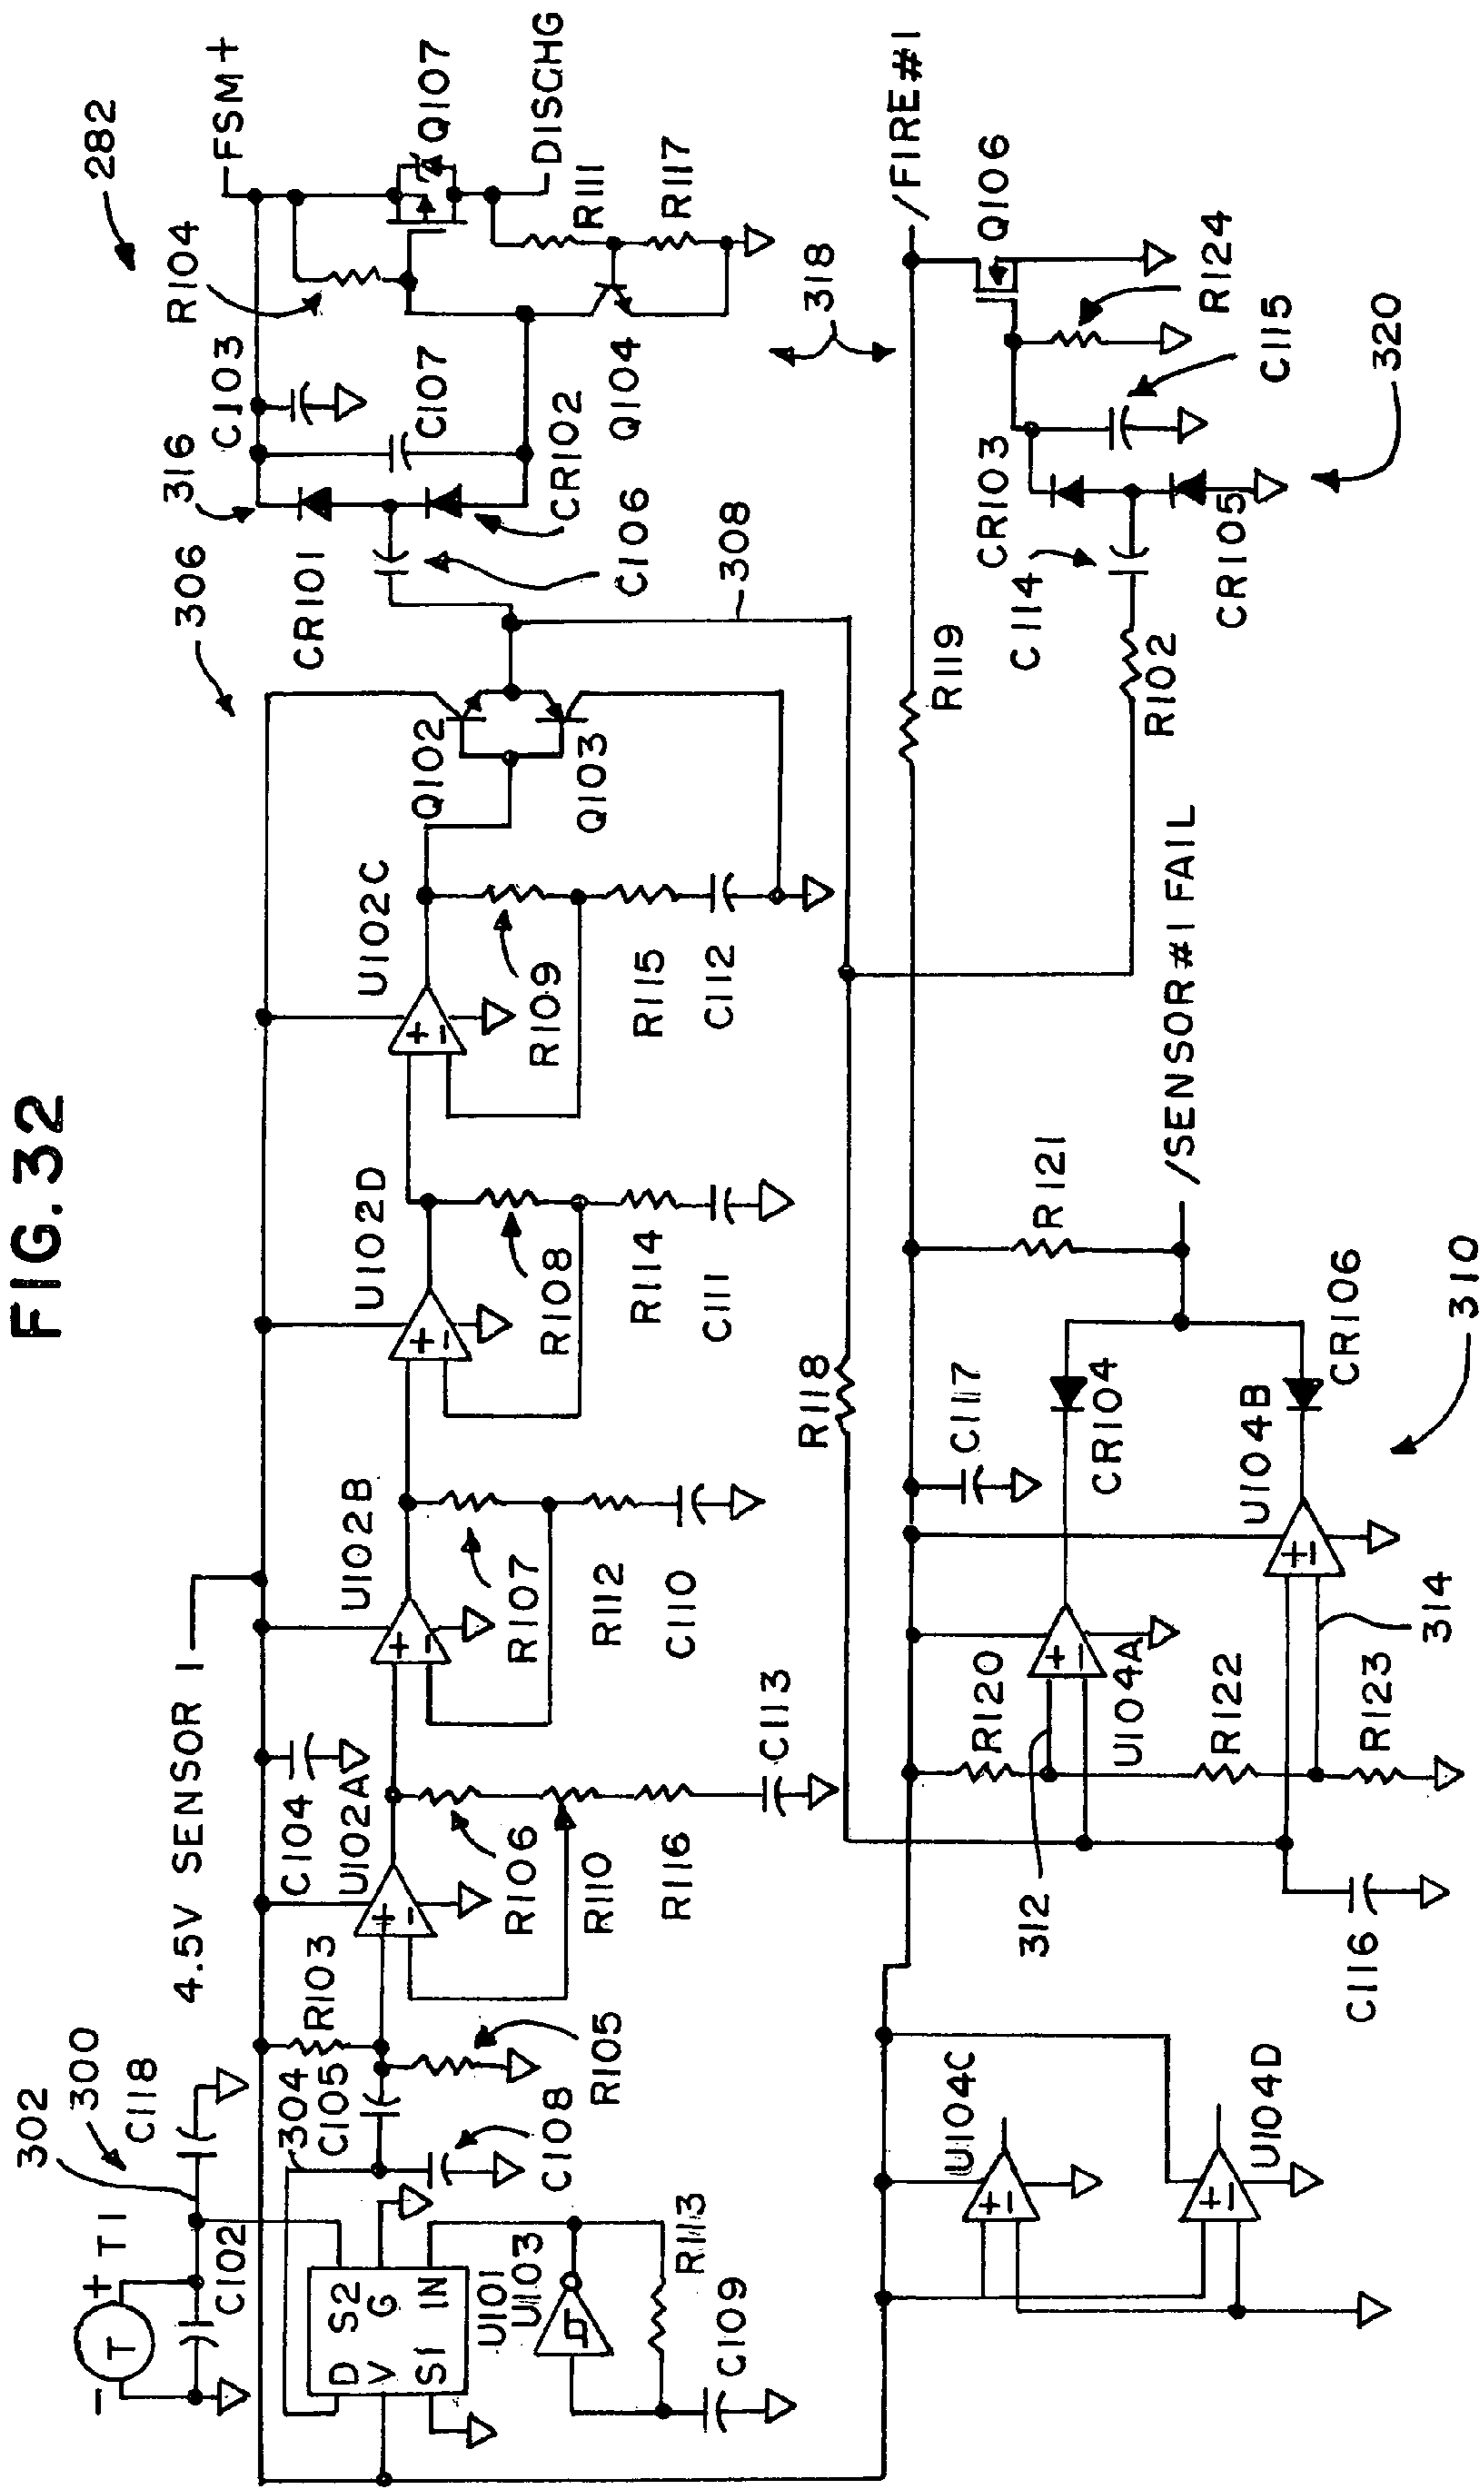 FIG. 32
302
300
C118
T1
+
-
T
C102
4.5V SENSOR 1
304
C105
R103
C104
U102A
+
-
D
S2
V
G
S1
IN
U101
U103
C108
R105
R113
C109
R106
R110
R116
C113
U102B
+
-
R107
R112
C110
U102D
+
-
R108
R114
C111
U102C
+
-
R109
R115
C112
306
Q102
Q103
316
CR101
C106
CR102
C103
C107
R104
282
FSM+
Q107
DISCHG
R111
R117
Q104
308
318
/FIRE #1
R119
Q106
R124
C115
320
CR103
C114
CR105
R102
/SENSOR #1 FAIL
R118
R121
C117
CR104
CR106
U104B
+
-
310
R120
U104A
+
-
312
R122
R123
314
C116
U104C
+
-
U104D
+
-